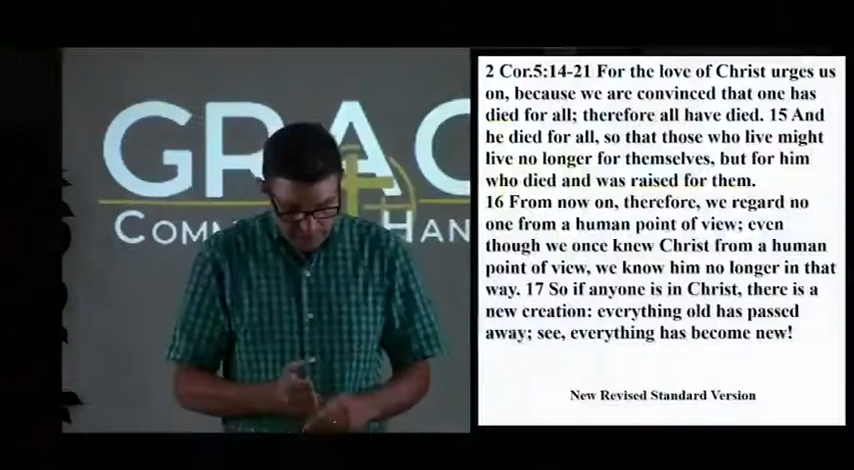 GRAC
COMM HAN
2 Cor.5:14-21 For the love of Christ urges us
on, because we are convinced that one has
died for all; therefore all have died. 15 And
he died for all, so that those who live might
live no longer for themselves, but for him
who died and was raised for them.
16 From now on, therefore, we regard no
one from a human point of view; even
though we once knew Christ from a human
point of view, we know him no longer in that
way. 17 So if anyone is in Christ, there is a
new creation: everything old has passed
away; see, everything has become new!
New Revised Standard Version